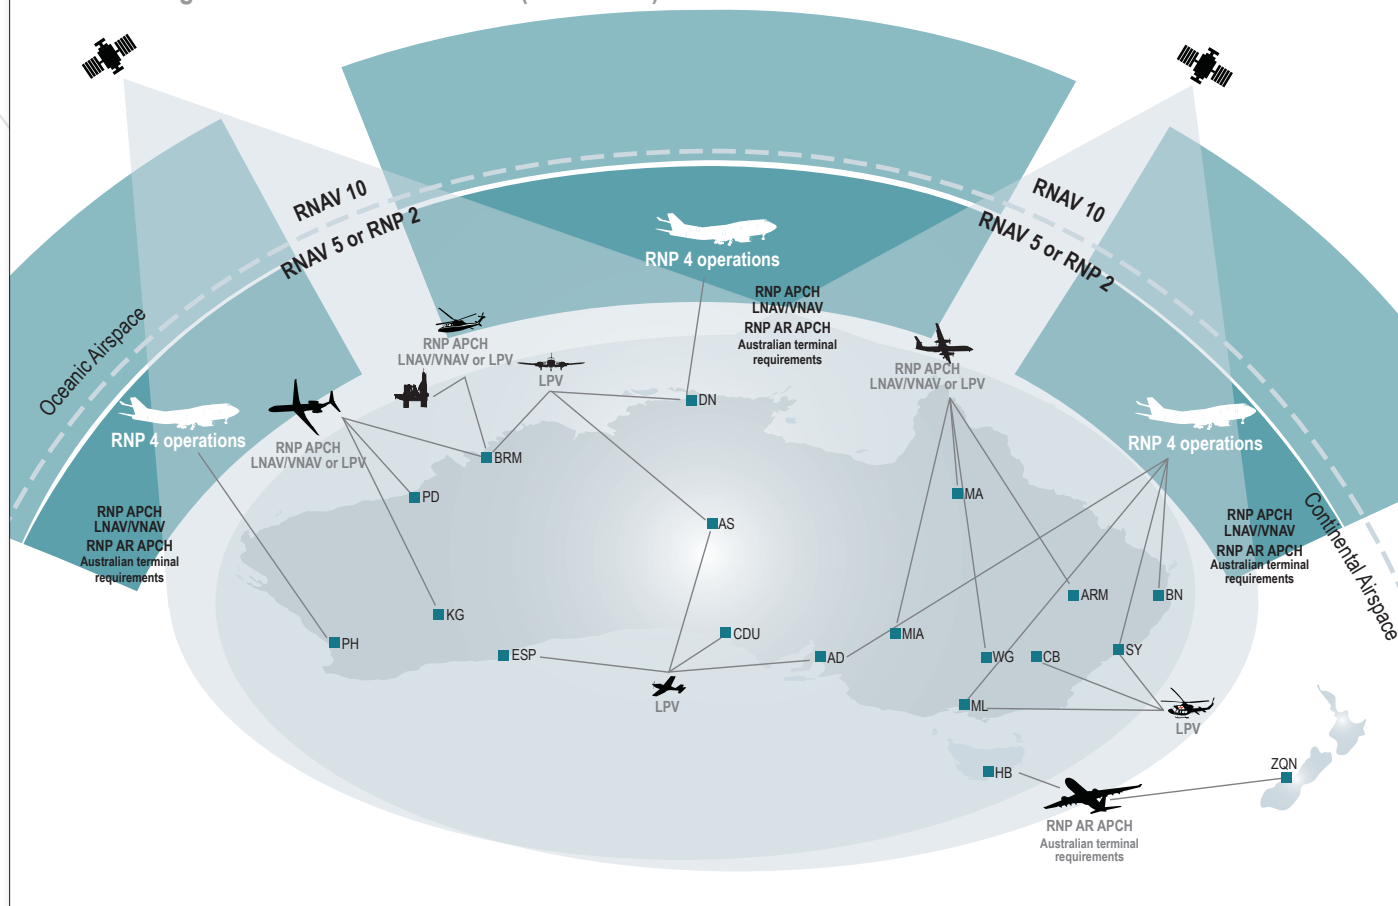 RNAV 10
RNAV 5 or RNP 2
RNAV 10
RNAV 5 or RNP 2
Oceanic Airspace
Continental Airspace
RNP 4 operations
RNP APCH
LNAV/VNAV
RNP AR APCH
Australian terminal
requirements
RNP APCH
LNAV/VNAV or LPV
LPV
RNP APCH
LNAV/VNAV or LPV
RNP 4 operations
RNP APCH
LNAV/VNAV or LPV
RNP APCH
LNAV/VNAV
RNP AR APCH
Australian terminal
requirements
RNP 4 operations
RNP APCH
LNAV/VNAV
RNP AR APCH
Australian terminal
requirements
DN
BRM
PD
MA
AS
KG
ARM
BN
PH
CDU
MIA
ESP
AD
WG
CB
SY
LPV
ML
LPV
HB
ZQN
RNP AR APCH
Australian terminal
requirements